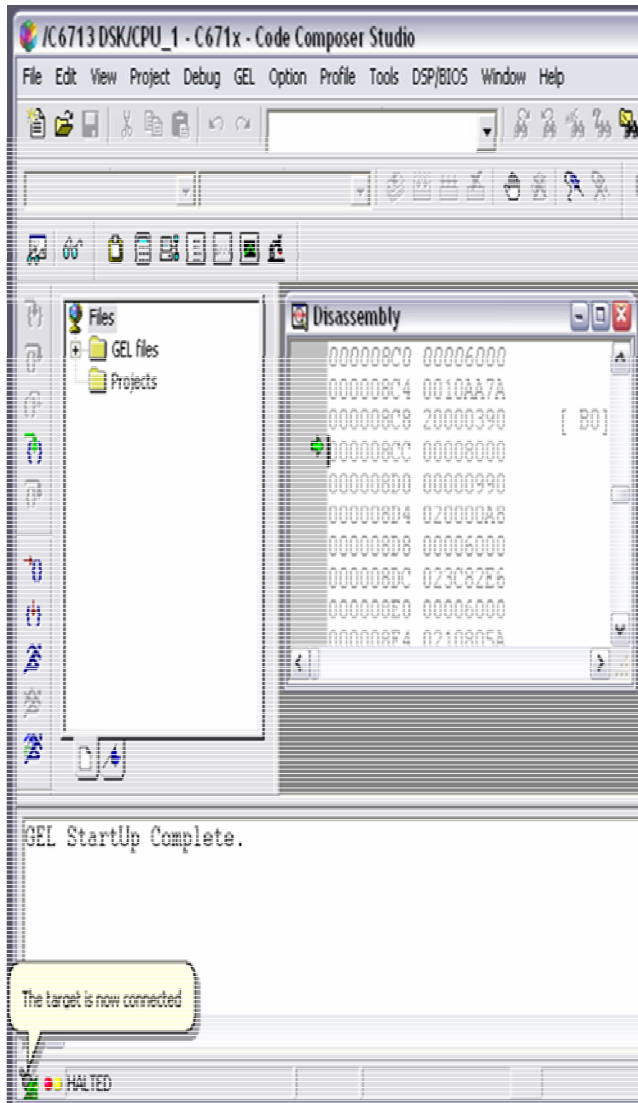 /C6713 DSK/CPU_1 - C671x - Code Composer Studio
File Edit View Project Debug GEL Option Profile Tools DSP/BIOS Window Help
Files
GEL files
Projects
Disassembly
000008C0 00006000
000008C4 0010AA7A
000008C8 20000390 [ B0]
000008CC 00008000
000008D0 00000990
000008D4 020000A8
000008D8 00006000
000008DC 023C82E6
000008E0 00006000
000008E4 0210805A
GEL StartUp Complete.
The target is now connected
HALTED